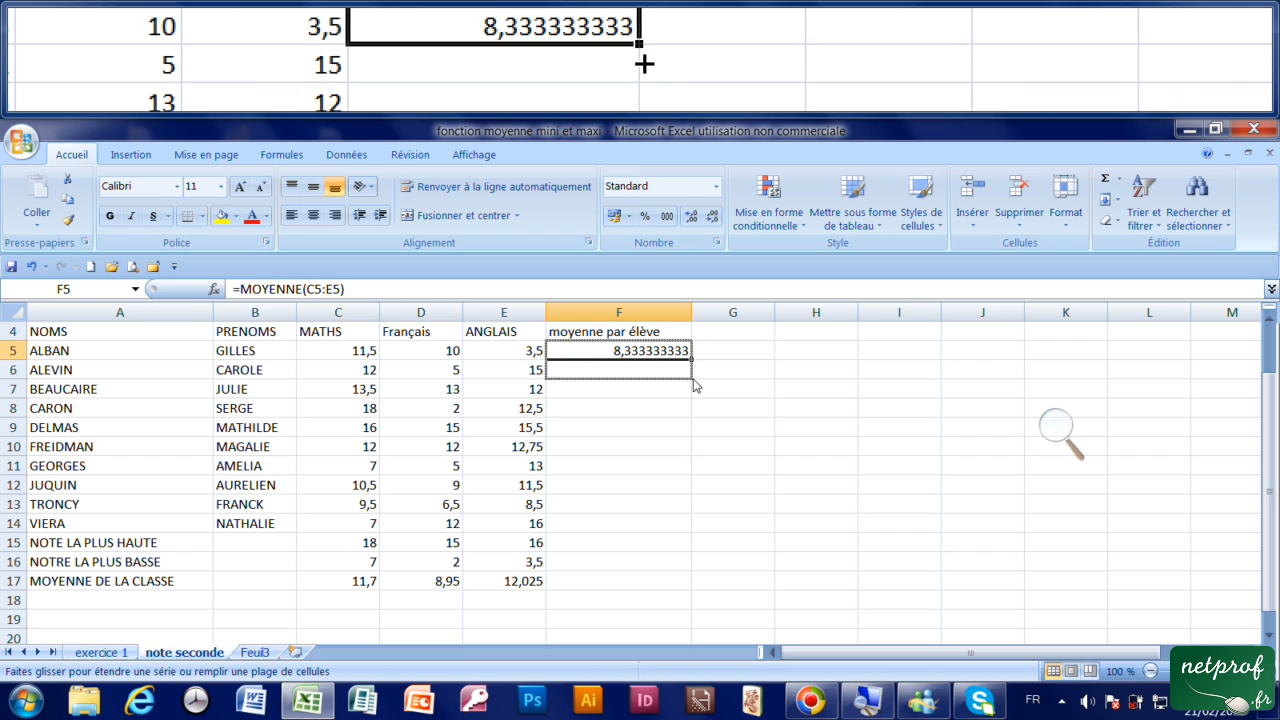 10 3,5 8,333333333
5 15
13 12
fonction moyenne mini et maxi - Microsoft Excel utilisation non commerciale
Accueil Insertion Mise en page Formules Données Révision Affichage
Coller
Calibri 11
G I S A
Renvoyer à la ligne automatiquement
Fusionner et centrer
Standard
% 000
Mise en forme conditionnelle
Mettre sous forme de tableau
Styles de cellules
Insérer Supprimer Format
Σ
Trier et filtrer
Rechercher et sélectionner
Presse-papiers Police Alignement Nombre Style Cellules Édition
F5 fx =MOYENNE(C5:E5)
A B C D E F G H I J K L M
4 NOMS PRENOMS MATHS Français ANGLAIS moyenne par élève
5 ALBAN GILLES 11,5 10 3,5 8,333333333
6 ALEVIN CAROLE 12 5 15
7 BEAUCAIRE JULIE 13,5 13 12
8 CARON SERGE 18 2 12,5
9 DELMAS MATHILDE 16 15 15,5
10 FREIDMAN MAGALIE 12 12 12,75
11 GEORGES AMELIA 7 5 13
12 JUQUIN AURELIEN 10,5 9 11,5
13 TRONCY FRANCK 9,5 6,5 8,5
14 VIERA NATHALIE 7 12 16
15 NOTE LA PLUS HAUTE 18 15 16
16 NOTRE LA PLUS BASSE 7 2 3,5
17 MOYENNE DE LA CLASSE 11,7 8,95 12,025
18
19
20
exercice 1 note seconde Feuil3
Faites glisser pour étendre une série ou remplir une plage de cellules 100 %
Ps Ai Id FR
netprof.fr